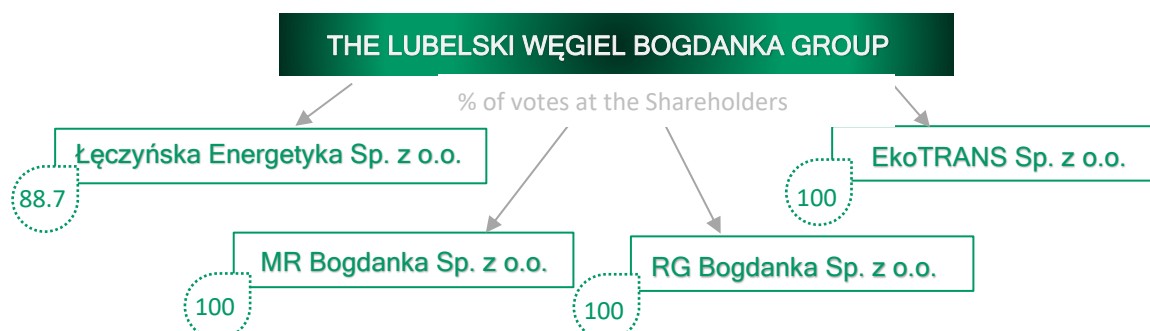 THE LUBELSKI WĘGIEL BOGDANKA GROUP
% of votes at the Shareholders
Łęczyńska Energetyka Sp. z o.o.
88.7
EkoTRANS Sp. z o.o.
100
MR Bogdanka Sp. z o.o.
100
RG Bogdanka Sp. z o.o.
100